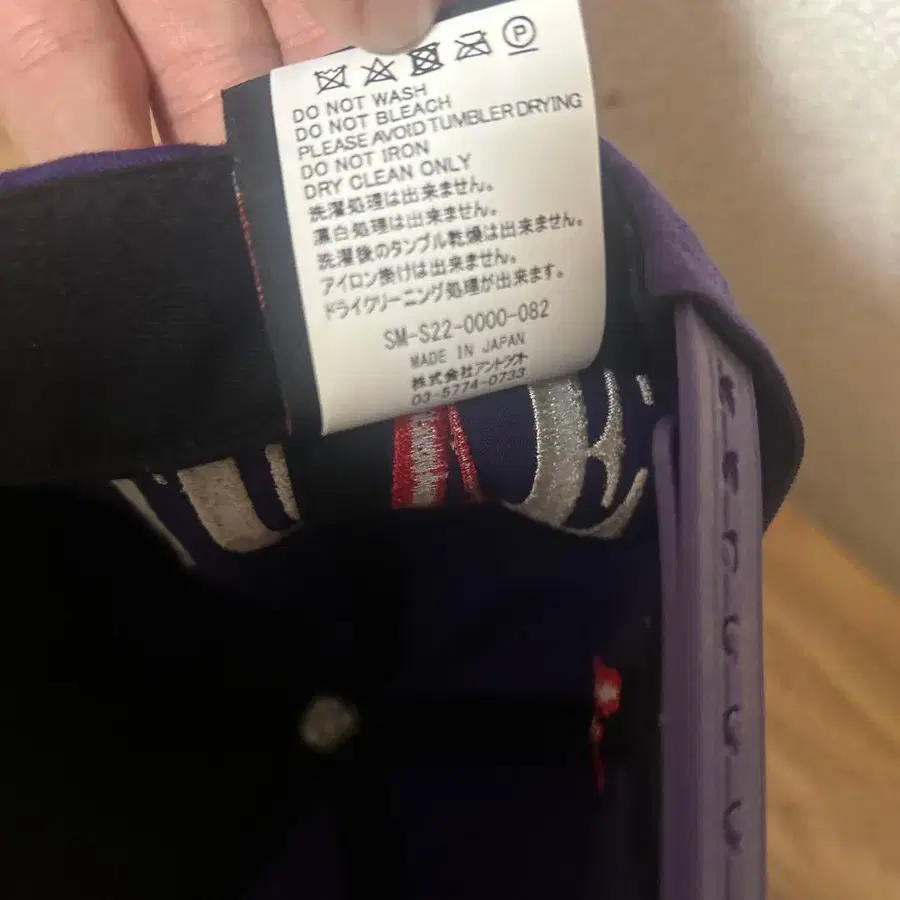 P
DO NOT WASH
DO NOT BLEACH
PLEASE AVOID TUMBLER DRYING
DO NOT IRON
DRY CLEAN ONLY
洗濯処理は出来ません。
漂白処理は出来ません。
洗濯後のタンブル乾燥は出来ません。
アイロン掛けは出来ません。
ドライクリーニング処理が出来ます。
SM-S22-0000-082
MADE IN JAPAN
株式会社アントラクト
03-5774-0733